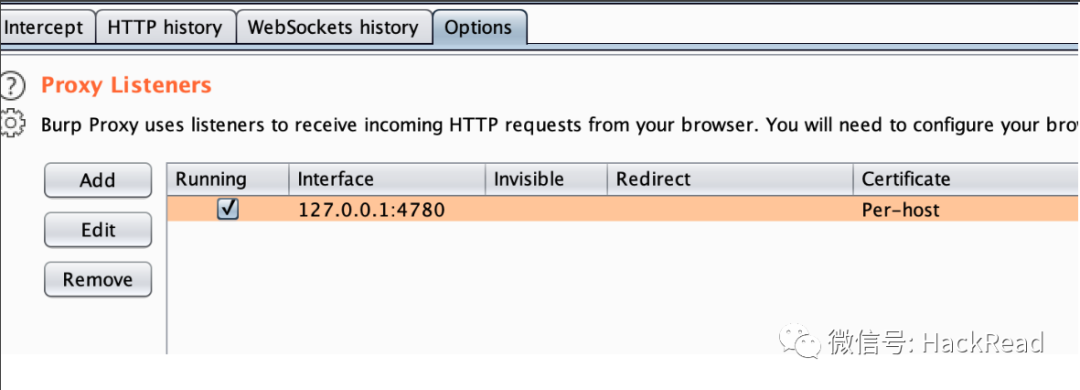 Intercept HTTP history WebSockets history Options
? Proxy Listeners
Burp Proxy uses listeners to receive incoming HTTP requests from your browser. You will need to configure your
Add Running Interface Invisible Redirect Certificate
127.0.0.1:4780 Per-host
Edit
Remove
微信号: HackRead